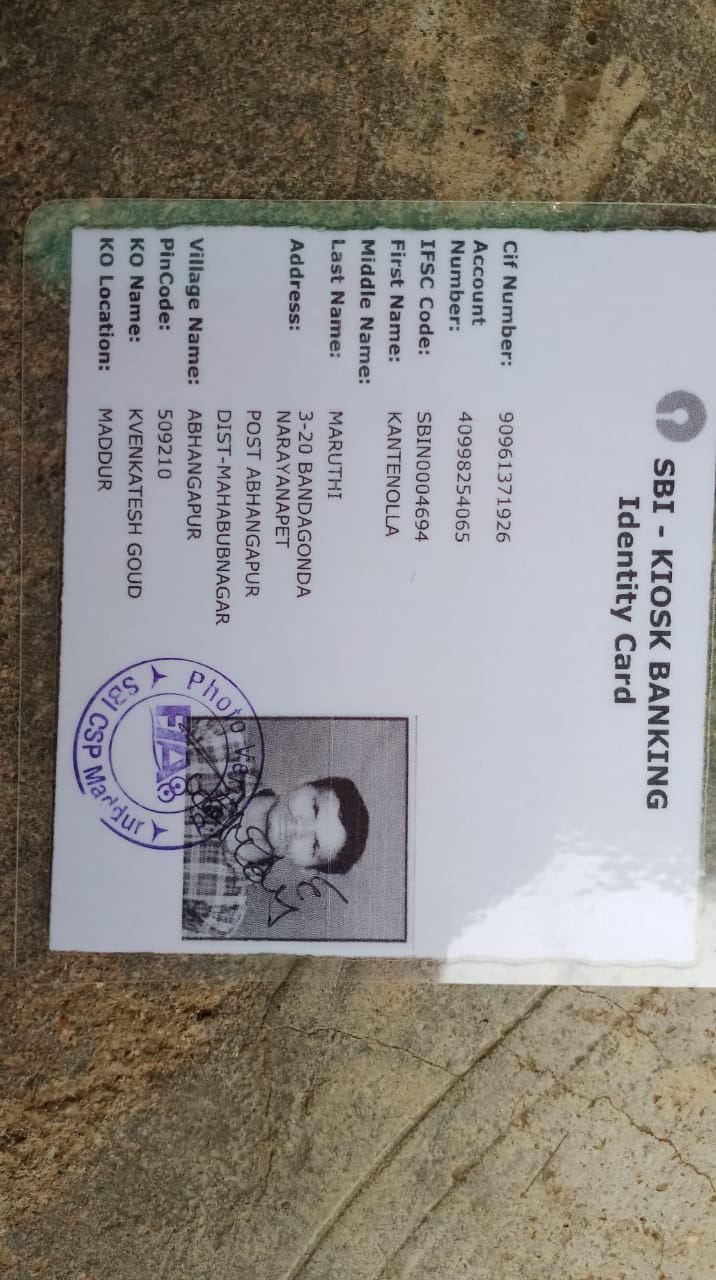 SBI - KIOSK BANKING
Identity Card
Cif Number: 90961371926
Account Number: 40998254065
IFSC Code: SBIN0004694
First Name: KANTENOLLA
Middle Name:
Last Name: MARUTHI
Address: 3-20 BANDAGONDA
NARAYANAPET
POST ABHANGAPUR
DIST-MAHABUBNAGAR
Village Name: ABHANGAPUR
PinCode: 509210
KO Name: KVENKATESH GOUD
KO Location: MADDUR
Photo Verified
FIA
SBI CSP Maddur